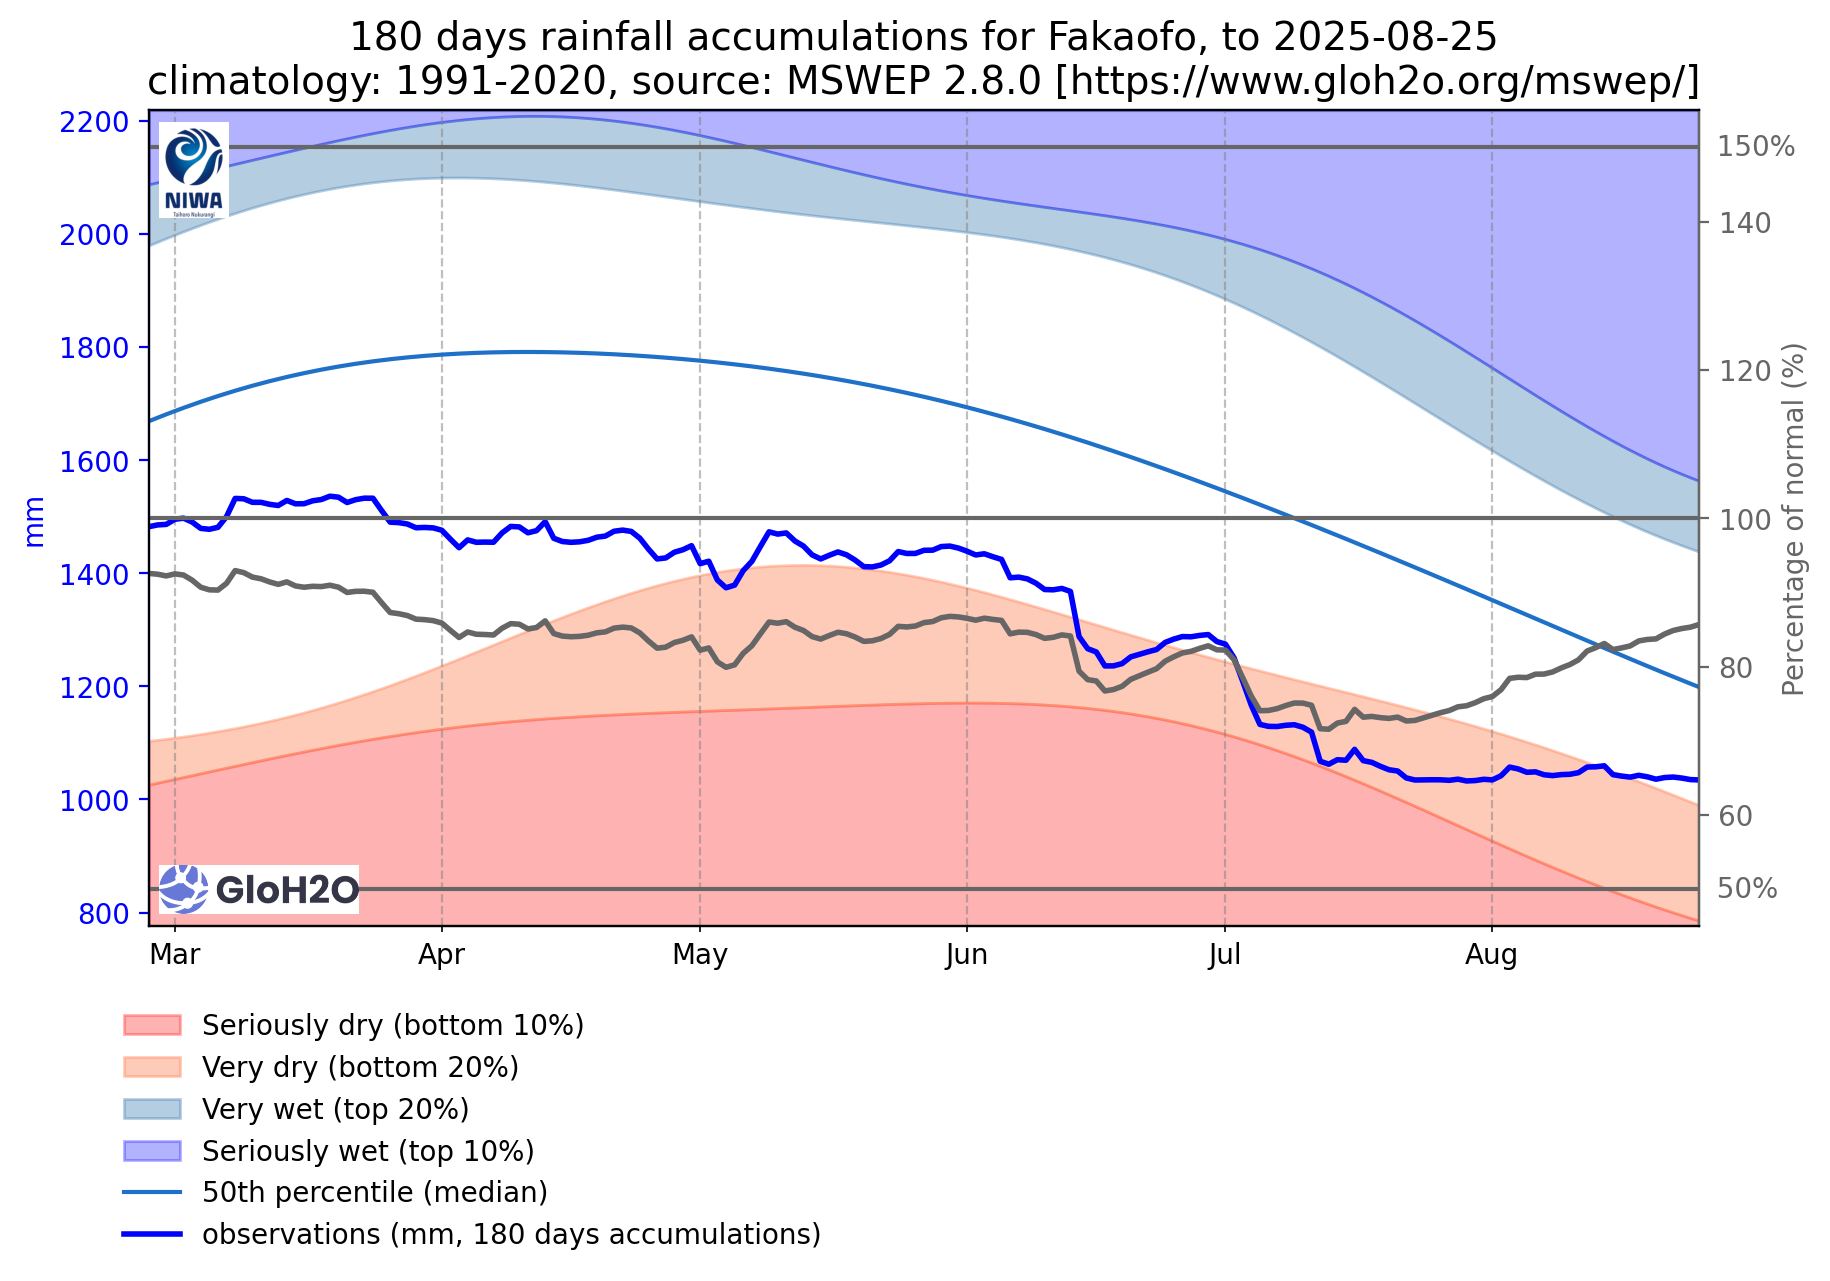 180 days rainfall accumulations for Fakaofo, to 2025-08-25
climatology: 1991-2020, source: MSWEP 2.8.0 [https://www.gloh2o.org/mswep/]
2200
2000
1800
1600
1400
1200
1000
800
mm
NIWA
Taihoro Nukurangi
GloH2O
150%
140
120
100
80
60
50%
Percentage of normal (%)
Mar
Apr
May
Jun
Jul
Aug
Seriously dry (bottom 10%)
Very dry (bottom 20%)
Very wet (top 20%)
Seriously wet (top 10%)
50th percentile (median)
observations (mm, 180 days accumulations)